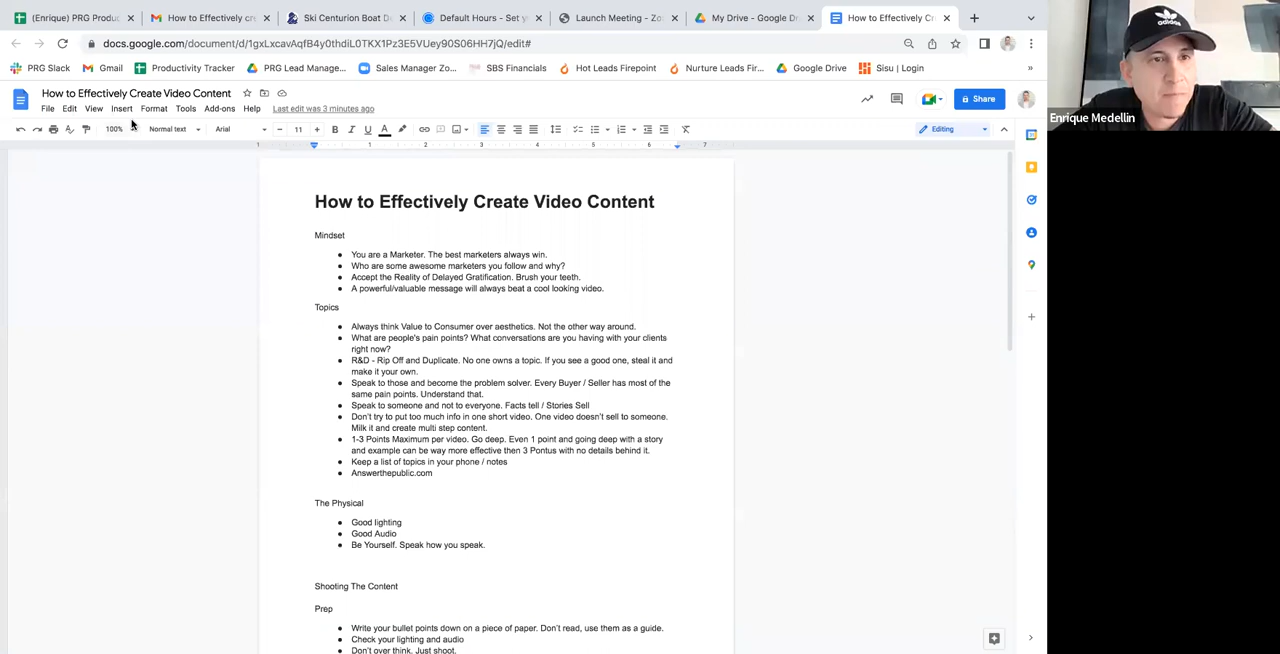 (Enrique) PRG Produc
How to Effectively cre
Ski Centurion Boat De
Default Hours - Set y
Launch Meeting - Zo
My Drive - Google Dr
How to Effectively Cr
docs.google.com/document/d/1gxLxcavAqfB4y0thdiL0TKX1Pz3E5VUey90S06HH7jQ/edit#
PRG Slack
Gmail
Productivity Tracker
PRG Lead Manage...
Sales Manager Zo...
SBS Financials
Hot Leads Firepoint
Nurture Leads Fir...
Google Drive
Sisu | Login
»
How to Effectively Create Video Content
File Edit View Insert Format Tools Add-ons Help Last edit was 3 minutes ago
Share
100% Normal text Arial 11 Editing
1 1 2 3 4 5 6 7
Enrique Medellin
adidas
How to Effectively Create Video Content
Mindset
● You are a Marketer. The best marketers always win.
● Who are some awesome marketers you follow and why?
● Accept the Reality of Delayed Gratification. Brush your teeth.
● A powerful/valuable message will always beat a cool looking video.
Topics
● Always think Value to Consumer over aesthetics. Not the other way around.
● What are people's pain points? What conversations are you having with your clients
right now?
● R&D - Rip Off and Duplicate. No one owns a topic. If you see a good one, steal it and
make it your own.
● Speak to those and become the problem solver. Every Buyer / Seller has most of the
same pain points. Understand that.
● Speak to someone and not to everyone. Facts tell / Stories Sell
● Don't try to put too much info in one short video. One video doesn't sell to someone.
Milk it and create multi step content.
● 1-3 Points Maximum per video. Go deep. Even 1 point and going deep with a story
and example can be way more effective then 3 Pontus with no details behind it.
● Keep a list of topics in your phone / notes
● Answerthepublic.com
The Physical
● Good lighting
● Good Audio
● Be Yourself. Speak how you speak.
Shooting The Content
Prep
● Write your bullet points down on a piece of paper. Don't read, use them as a guide.
● Check your lighting and audio
● Don't over think. Just shoot.